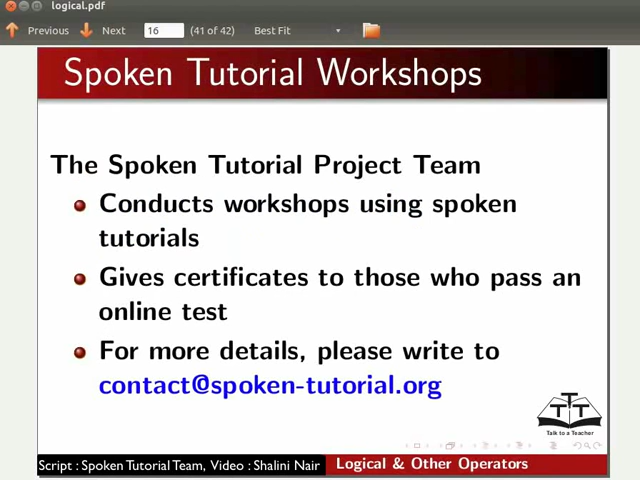 logical.pdf
Previous Next 16 (41 of 42) Best Fit
Spoken Tutorial Workshops
The Spoken Tutorial Project Team
Conducts workshops using spoken
tutorials
Gives certificates to those who pass an
online test
For more details, please write to
contact@spoken-tutorial.org
Talk to a Teacher
Script : Spoken Tutorial Team, Video : Shalini Nair Logical & Other Operators